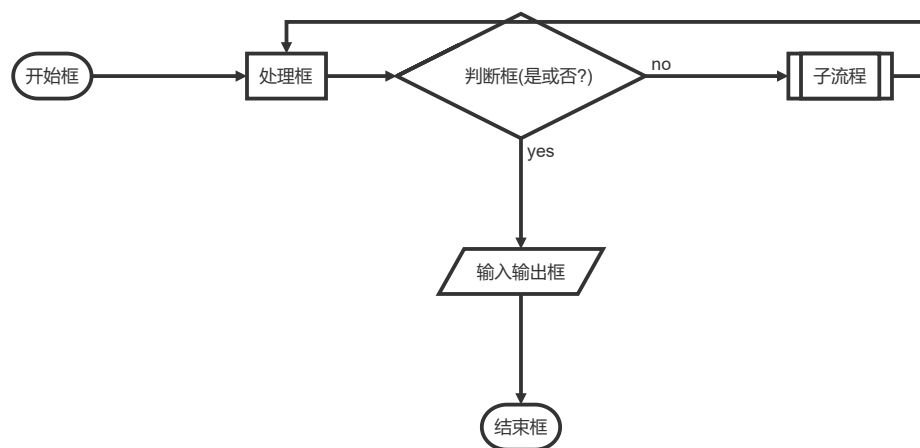 开始框
处理框
判断框(是或否?)
no
子流程
yes
输入输出框
结束框